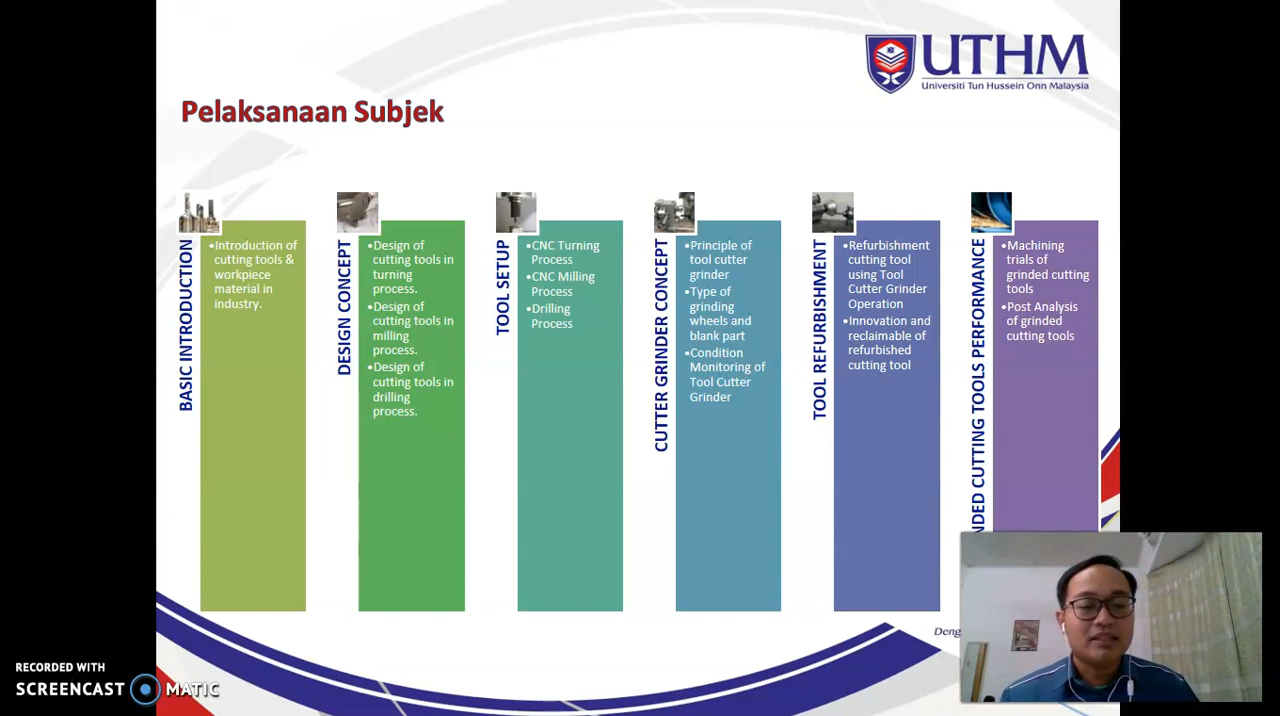 UTHM
Universiti Tun Hussein Onn Malaysia
Pelaksanaan Subjek
BASIC INTRODUCTION
•Introduction of
cutting tools &
workpiece
material in
industry.
DESIGN CONCEPT
•Design of
cutting tools in
turning
process.
•Design of
cutting tools in
milling
process.
•Design of
cutting tools in
drilling
process.
TOOL SETUP
•CNC Turning
Process
•CNC Milling
Process
•Drilling
Process
CUTTER GRINDER CONCEPT
•Principle of
tool cutter
grinder
•Type of
grinding
wheels and
blank part
•Condition
Monitoring of
Tool Cutter
Grinder
TOOL REFURBISHMENT
•Refurbishment
cutting tool
using Tool
Cutter Grinder
Operation
•Innovation and
reclaimable of
refurbished
cutting tool
CUTTING TOOLS PERFORMANCE
•Machining
trials of
grinded cutting
tools
•Post Analysis
of grinded
cutting tools
RECORDED WITH
SCREENCAST MATIC